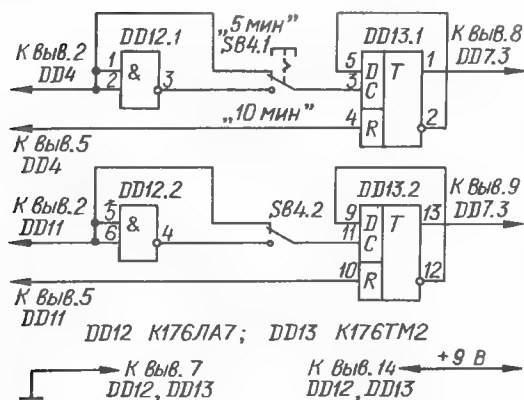 „5 мин"
К выв. 8
DD7.3
DD12.1
SB4.1
DD13.1
1
2
&
3
5
D
T
1
3
C
4
R
2
К выв. 2
DD4
„10 мин"
К выв. 5
DD4
К выв. 9
DD7.3
DD12.2
SB4.2
DD13.2
К выв. 2
DD11
5
6
&
4
9
D
T
13
11
C
10
R
12
К выв. 5
DD11
DD12 К176ЛА7; DD13 К176ТМ2
К выв. 7
DD12, DD13
К выв. 14
DD12, DD13
+9 В